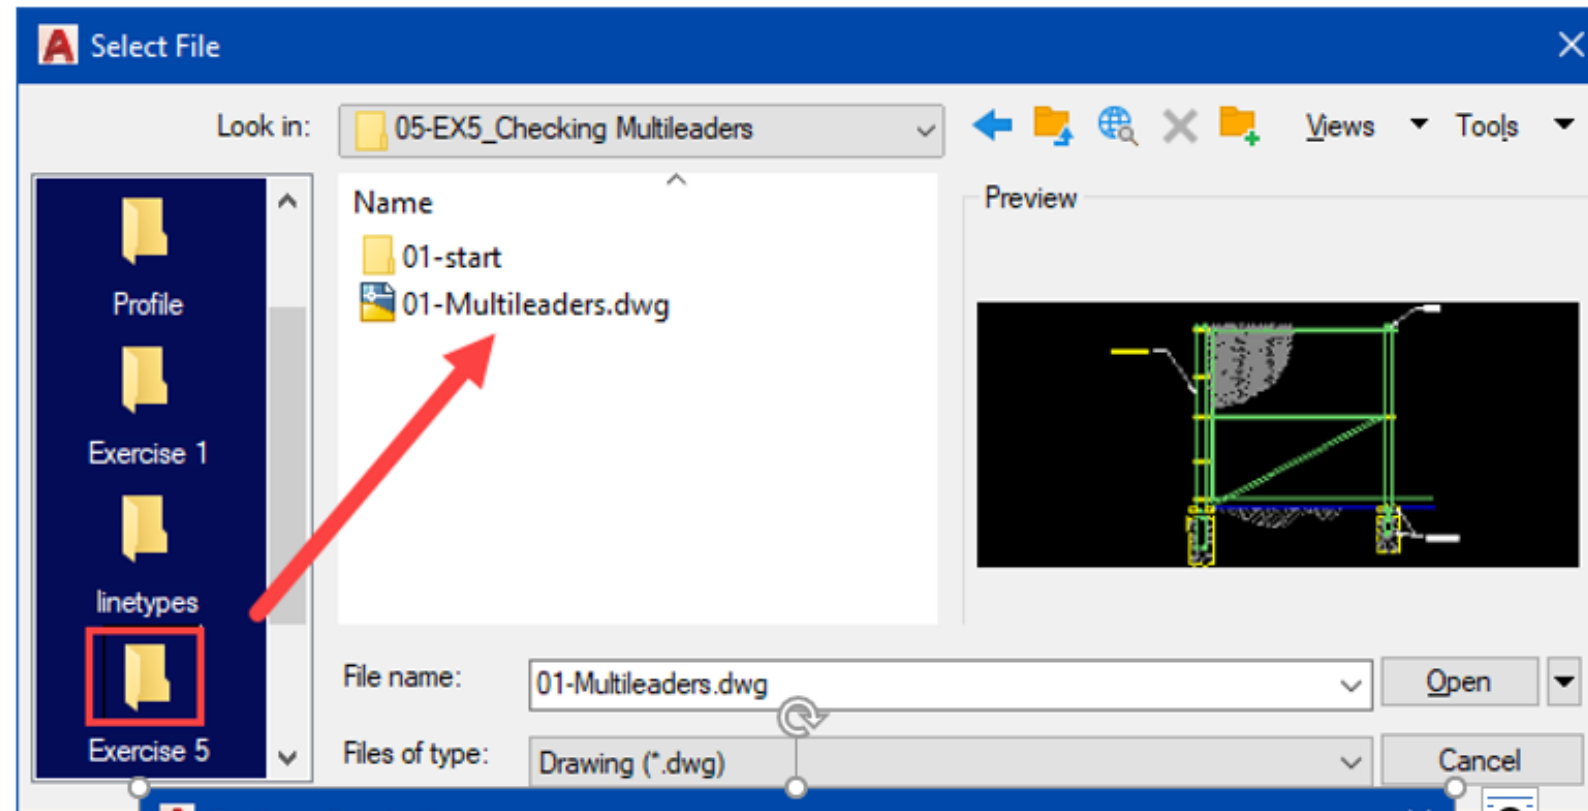 Select File
Look in: 05-EX5_Checking Multileaders Views Tools
Name
01-start
01-Multileaders.dwg
Preview
Profile
Exercise 1
linetypes
Exercise 5
File name: 01-Multileaders.dwg Open
Files of type: Drawing (*.dwg) Cancel